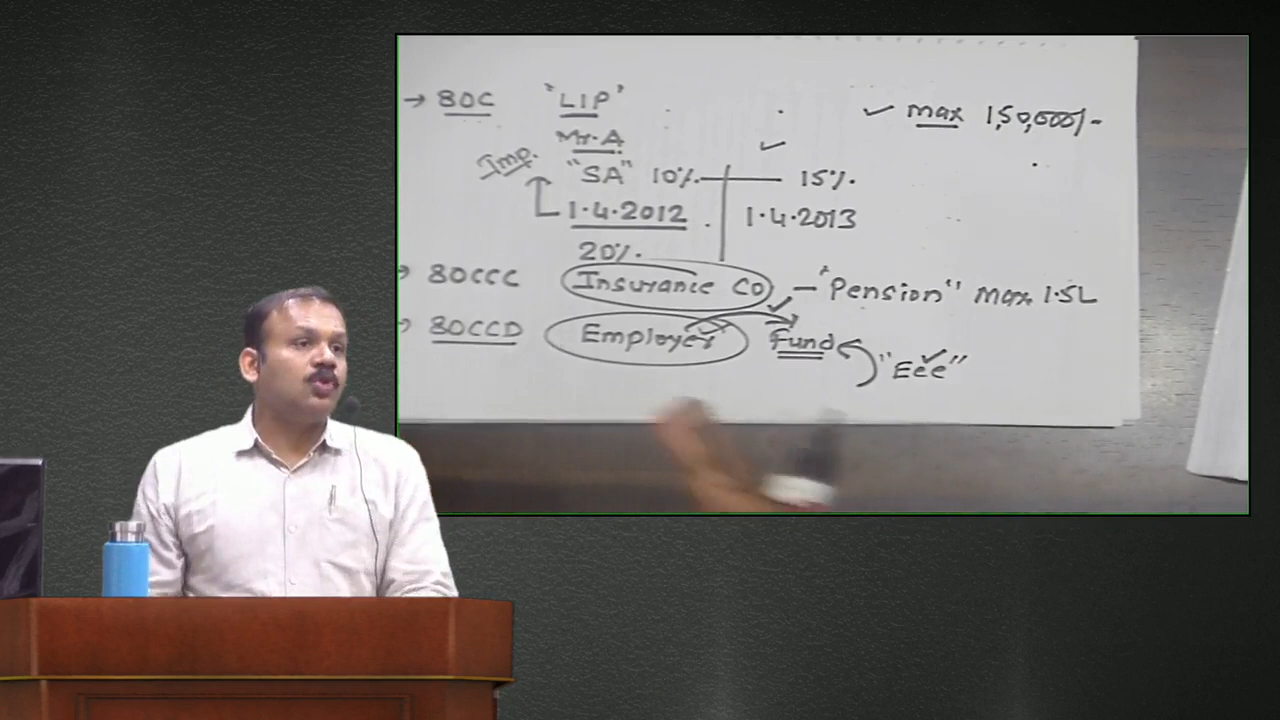 → 80C "LIP" ✓ max 1,50,000/-
Mr.A ✓
Imp. "SA" 10% 15%.
1.4.2012 . 1.4.2013
20%.
→ 80CCC Insurance Co - "Pension" Max 1.5L
→ 80CCD Employer Fund
"Eee"